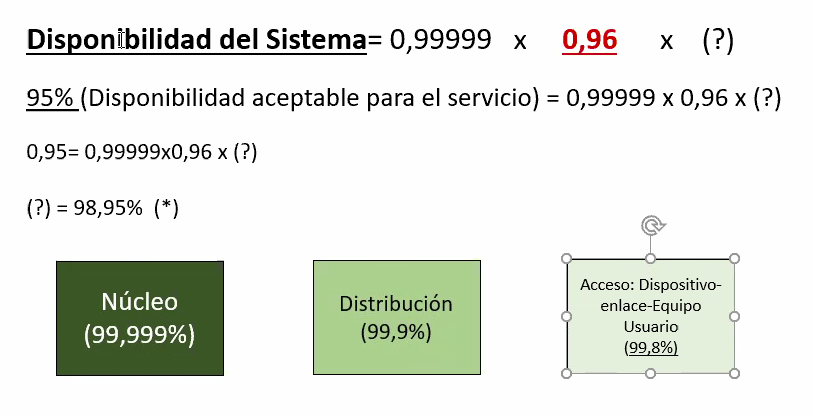 Disponibilidad del Sistema= 0,99999 x 0,96 x (?)
95% (Disponibilidad aceptable para el servicio) = 0,99999 x 0,96 x (?)
0,95= 0,99999x0,96 x (?)
(?) = 98,95% (*)
Núcleo
(99,999%)
Distribución
(99,9%)
Acceso: Dispositivo-
enlace-Equipo
Usuario
(99,8%)